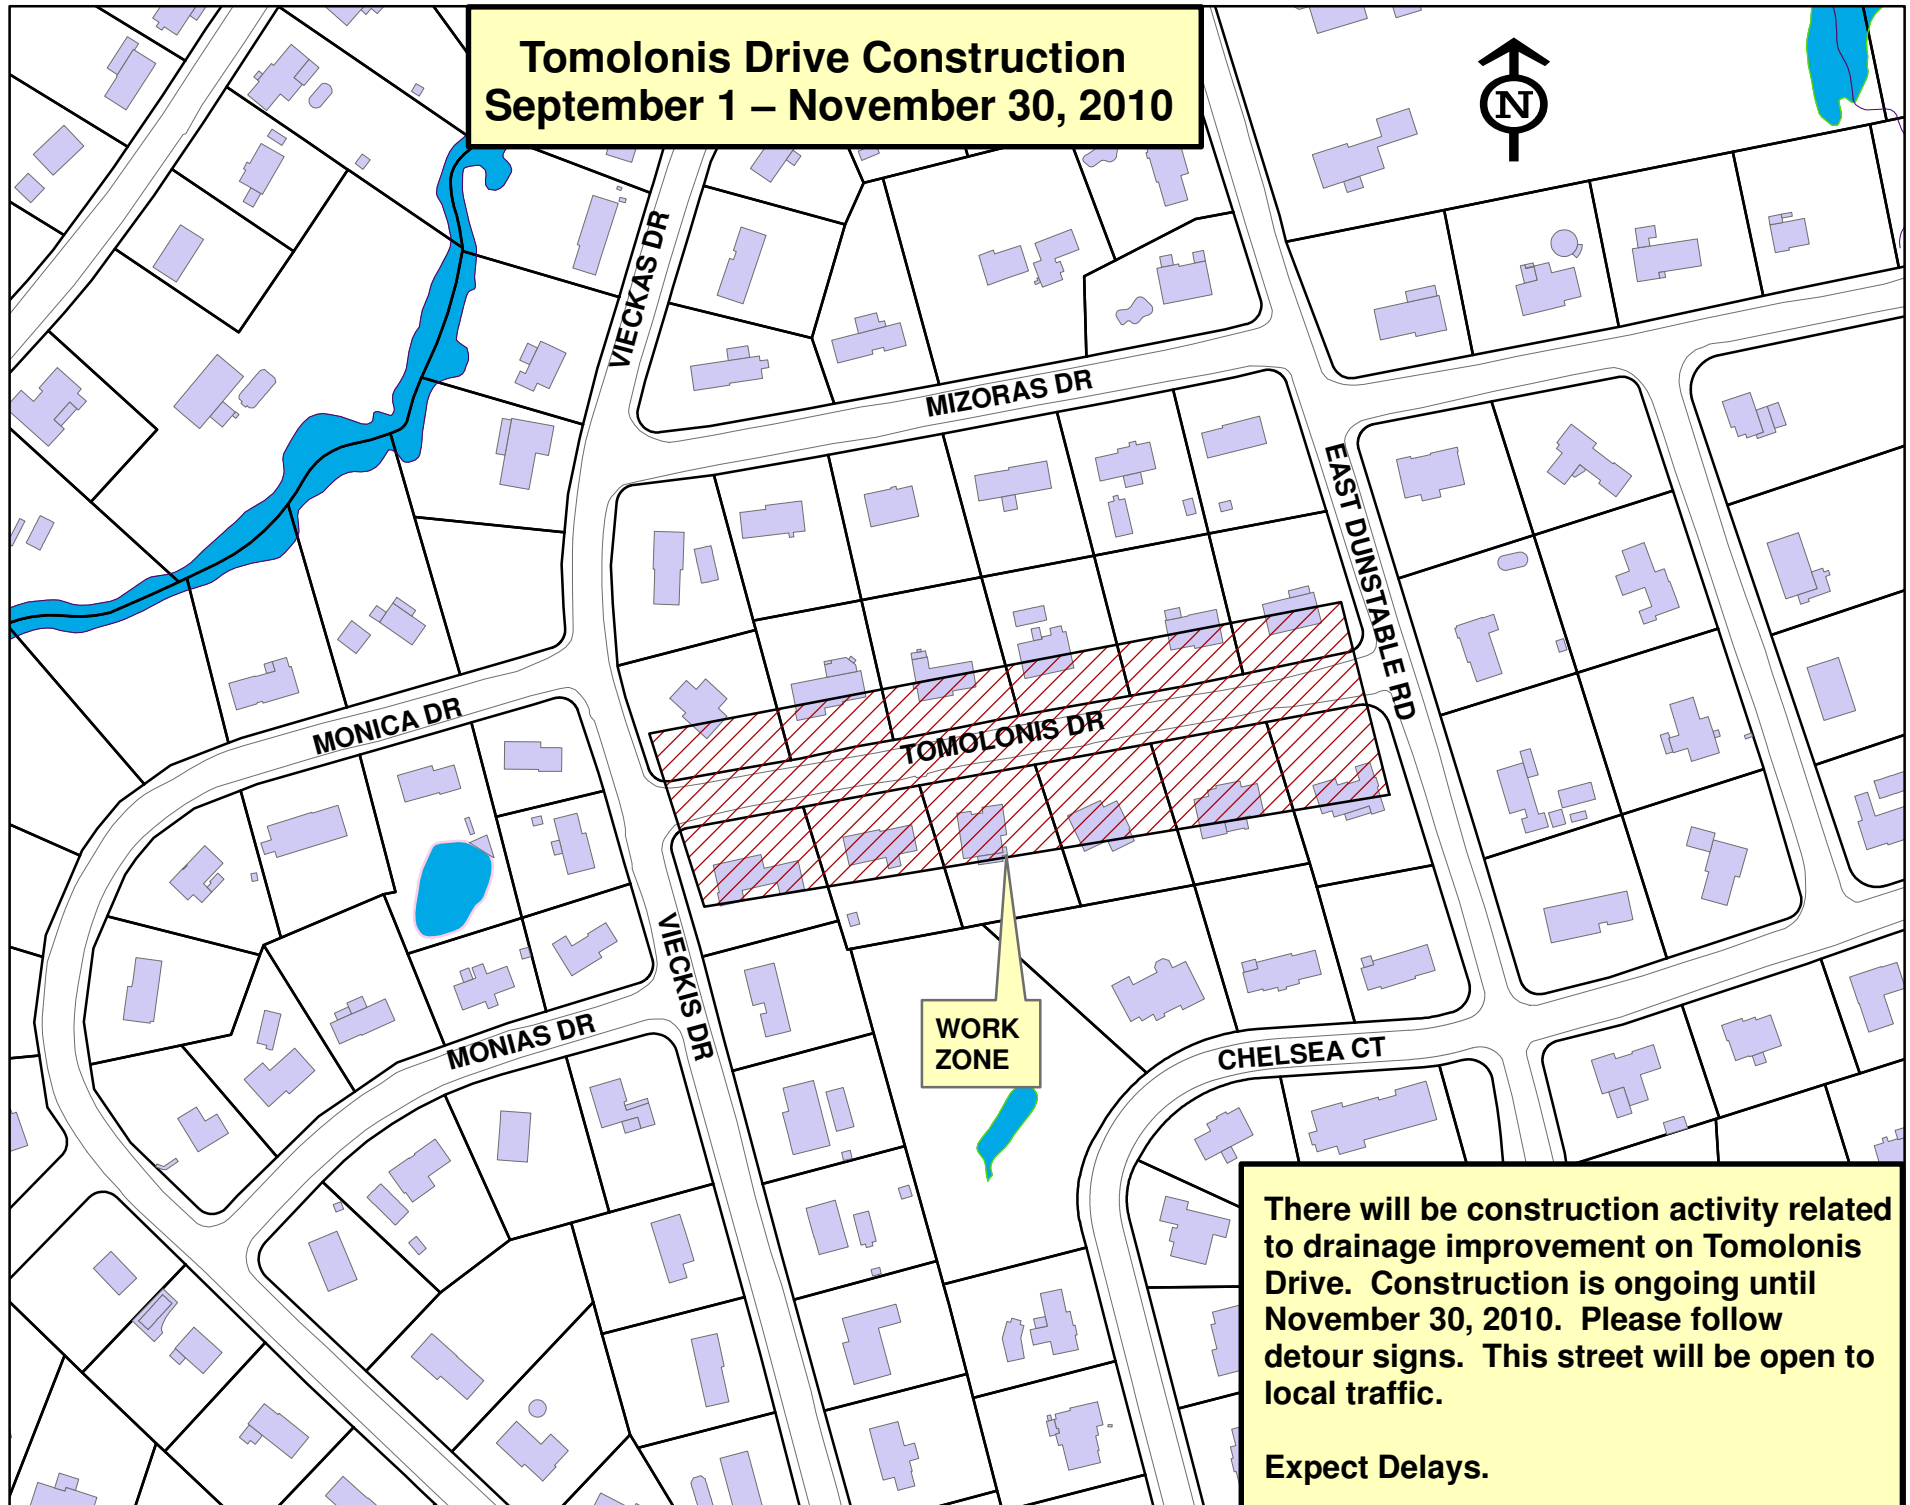 Tomolonis Drive Construction
September 1 – November 30, 2010
N
VIECKAS DR
MIZORAS DR
EAST DUNSTABLE RD
MONICA DR
TOMOLONIS DR
VIECKIS DR
WORK
ZONE
MONIAS DR
CHELSEA CT
There will be construction activity related
to drainage improvement on Tomolonis
Drive.  Construction is ongoing until
November 30, 2010.  Please follow
detour signs.  This street will be open to
local traffic.
Expect Delays.